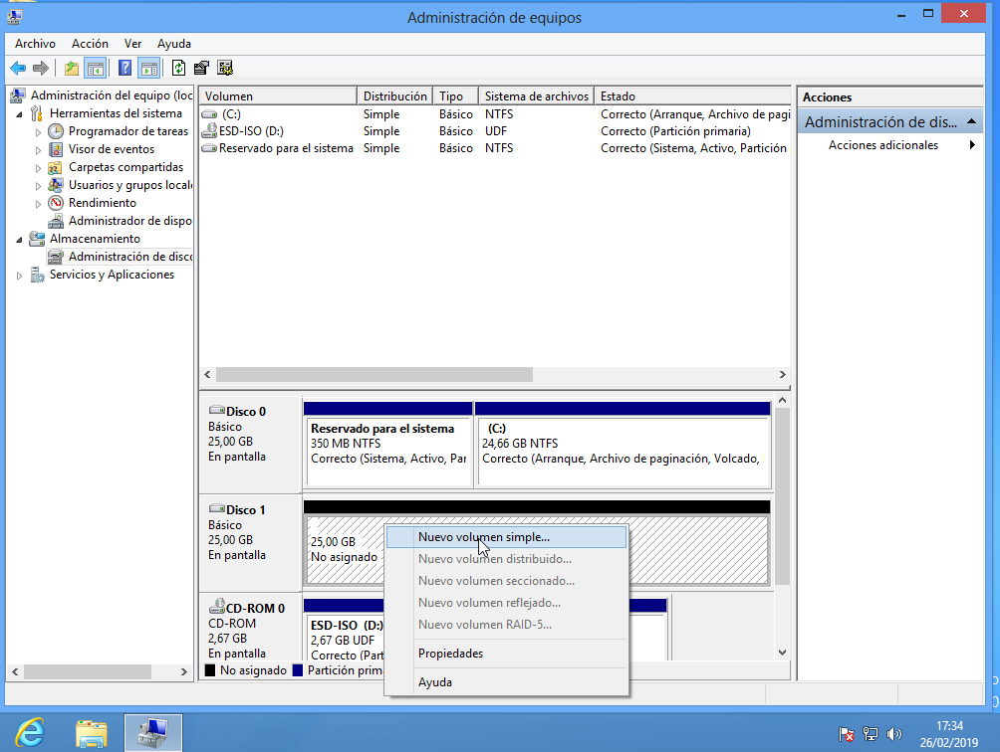 Administración de equipos
Archivo Acción Ver Ayuda
Administración del equipo (loc
Herramientas del sistema
Programador de tareas
Visor de eventos
Carpetas compartidas
Usuarios y grupos locale
Rendimiento
Administrador de dispo
Almacenamiento
Administración de disco
Servicios y Aplicaciones
Volumen Distribución Tipo Sistema de archivos Estado
(C:) Simple Básico NTFS Correcto (Arranque, Archivo de pagi
ESD-ISO (D:) Simple Básico UDF Correcto (Partición primaria)
Reservado para el sistema Simple Básico NTFS Correcto (Sistema, Activo, Partición
Acciones
Administración de dis...
Acciones adicionales
Disco 0
Básico
25,00 GB
En pantalla
Reservado para el sistema
350 MB NTFS
Correcto (Sistema, Activo, Par
(C:)
24,66 GB NTFS
Correcto (Arranque, Archivo de paginación, Volcado,
Disco 1
Básico
25,00 GB
En pantalla
25,00 GB
No asignado
CD-ROM 0
CD-ROM
2,67 GB
En pantalla
ESD-ISO (D:)
2,67 GB UDF
Correcto (Part
No asignado Partición prim
Nuevo volumen simple...
Nuevo volumen distribuido...
Nuevo volumen seccionado...
Nuevo volumen reflejado...
Nuevo volumen RAID-5...
Propiedades
Ayuda
17:34
26/02/2019